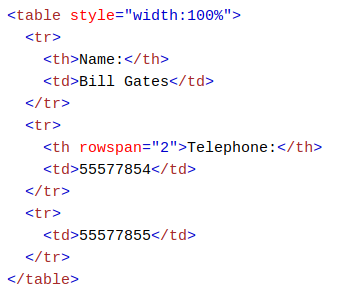 <table style="width:100%">
  <tr>
    <th>Name:</th>
    <td>Bill Gates</td>
  </tr>
  <tr>
    <th rowspan="2">Telephone:</th>
    <td>55577854</td>
  </tr>
  <tr>
    <td>55577855</td>
  </tr>
</table>